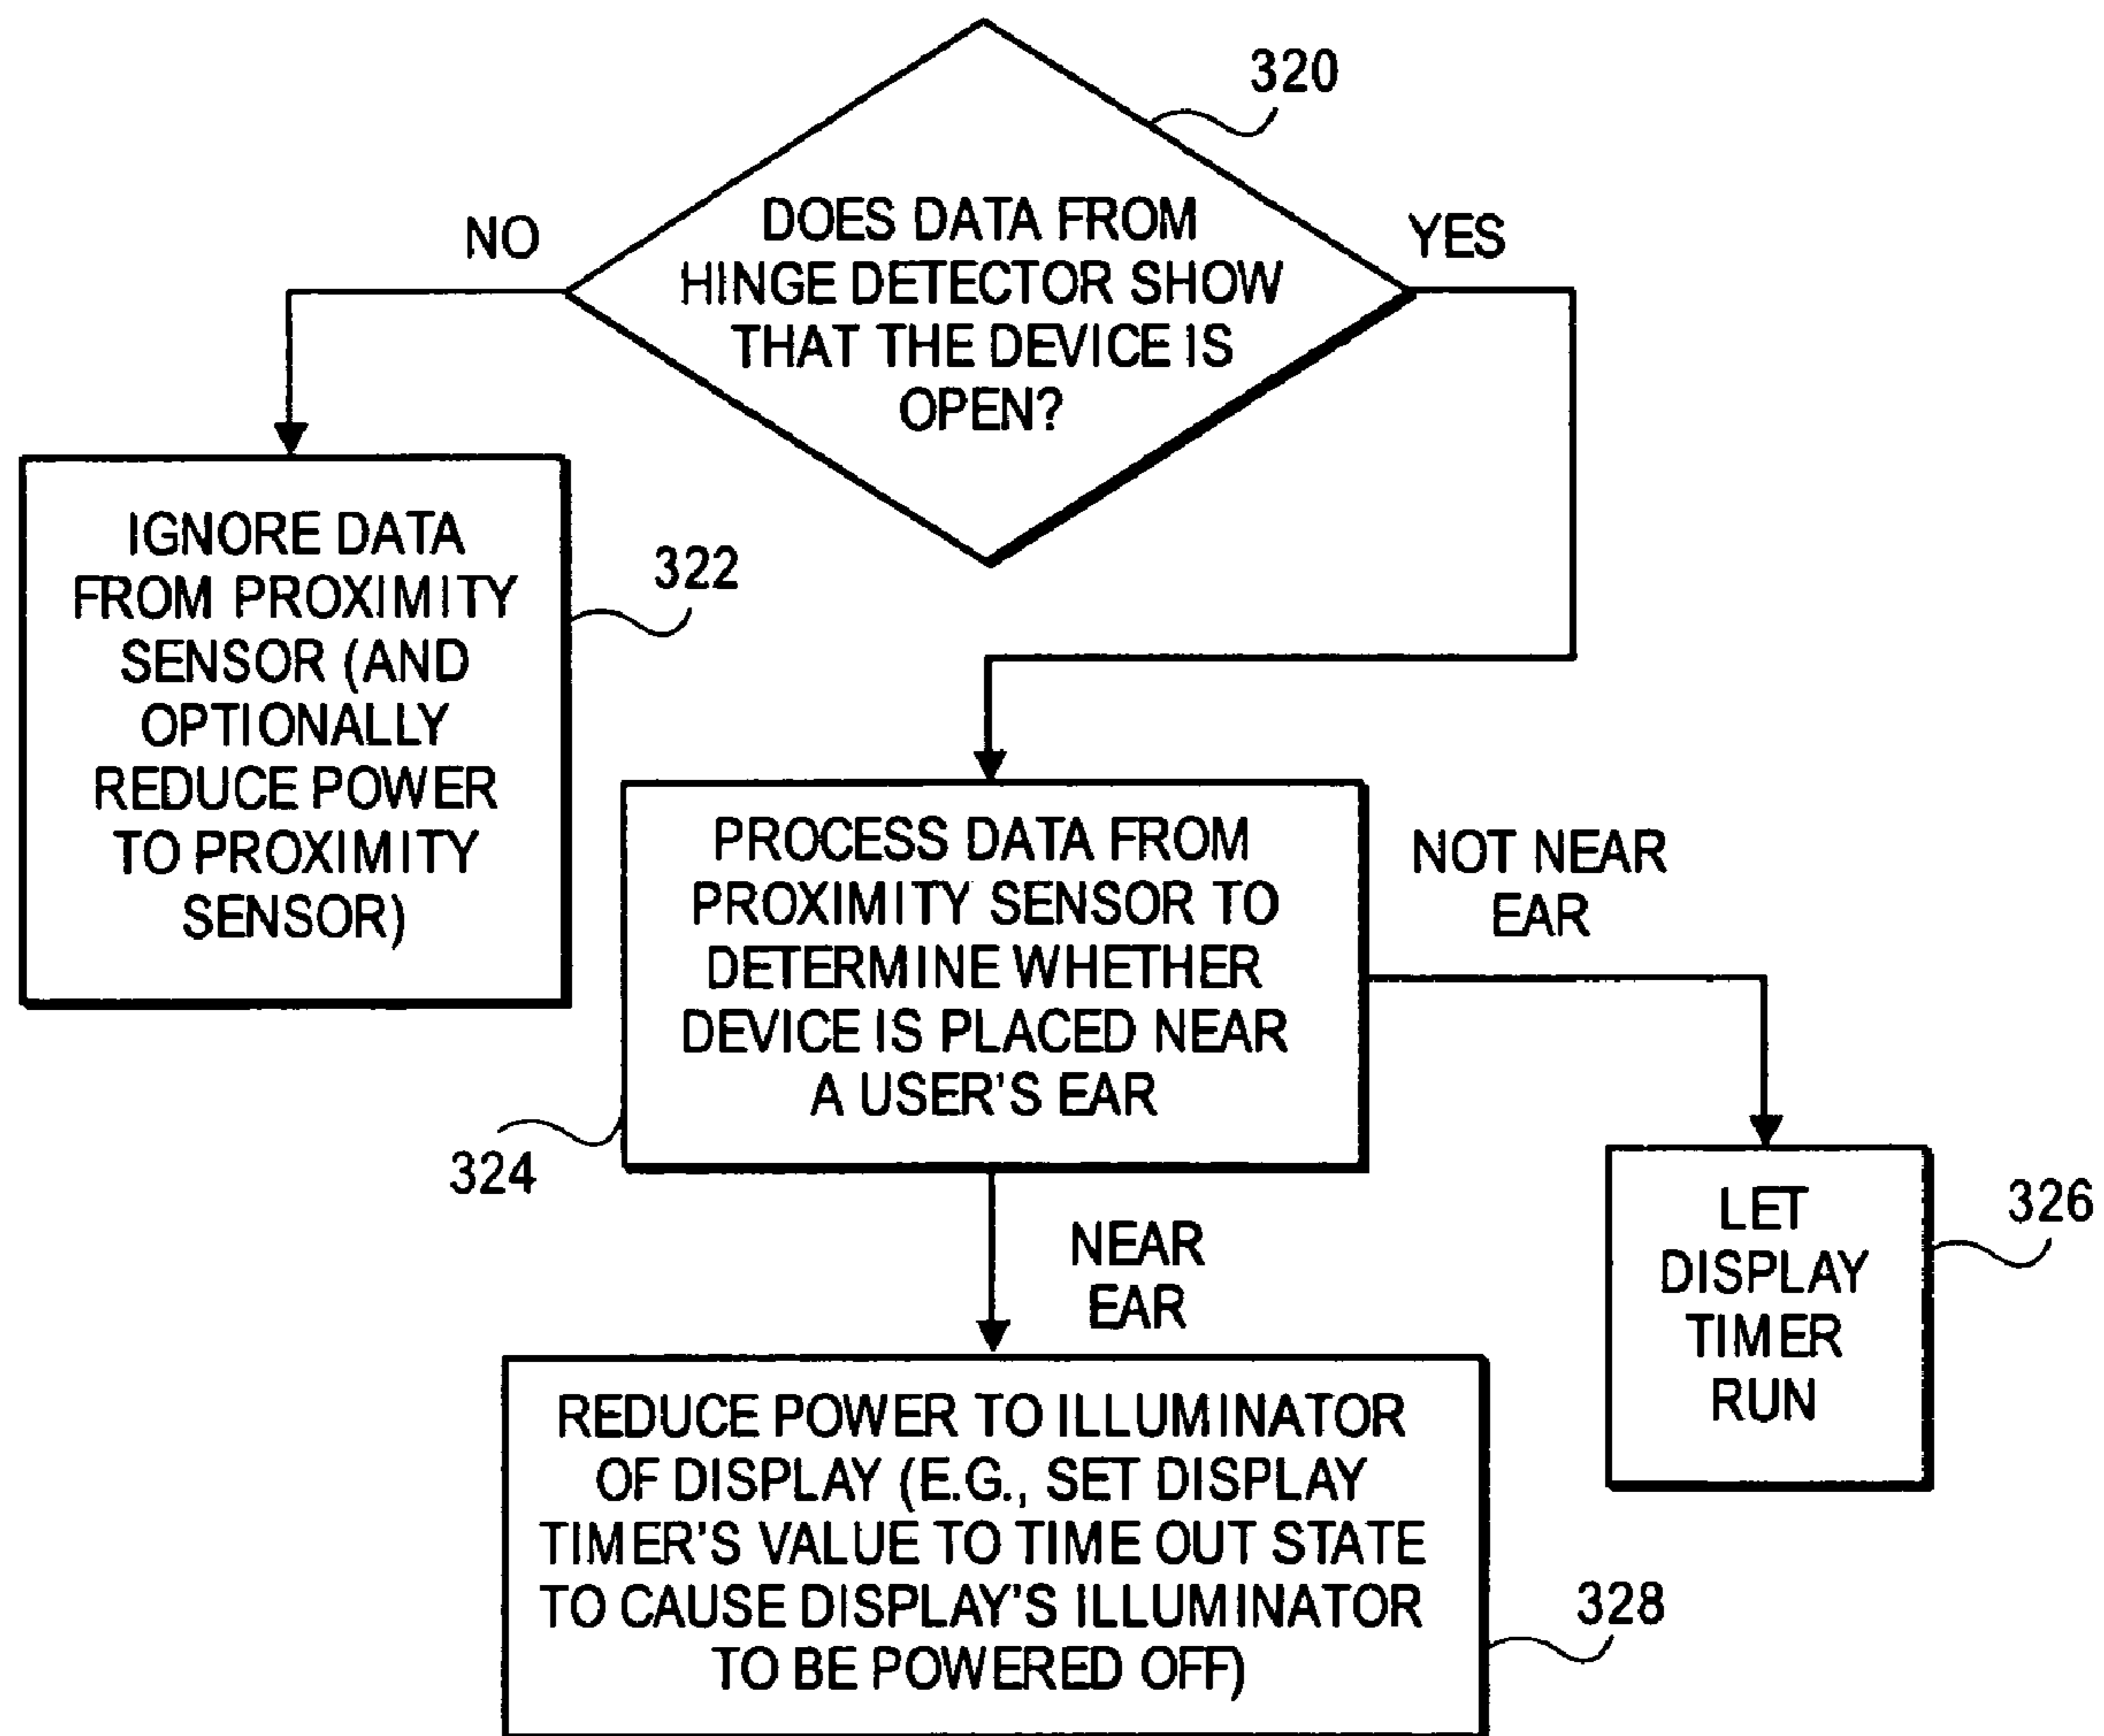 320
DOES DATA FROM
HINGE DETECTOR SHOW
THAT THE DEVICE IS
OPEN?
NO
YES
IGNORE DATA
FROM PROXIMITY
SENSOR (AND
OPTIONALLY
REDUCE POWER
TO PROXIMITY
SENSOR)
322
PROCESS DATA FROM
PROXIMITY SENSOR TO
DETERMINE WHETHER
DEVICE IS PLACED NEAR
A USER'S EAR
324
NOT NEAR
EAR
LET
DISPLAY
TIMER
RUN
326
NEAR
EAR
REDUCE POWER TO ILLUMINATOR
OF DISPLAY (E.G., SET DISPLAY
TIMER'S VALUE TO TIME OUT STATE
TO CAUSE DISPLAY'S ILLUMINATOR
TO BE POWERED OFF)
328